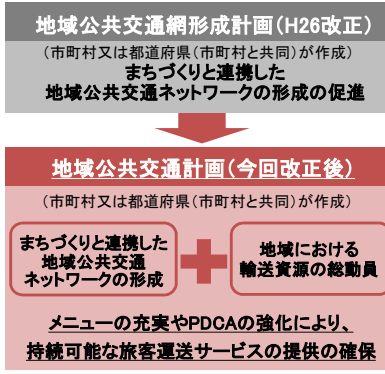 地域公共交通網形成計画(H26改正)
(市町村又は都道府県(市町村と共同)が作成)
まちづくりと連携した
地域公共交通ネットワークの形成の促進
地域公共交通計画(今回改正後)
(市町村又は都道府県(市町村と共同)が作成)
まちづくりと連携した
地域公共交通
ネットワークの形成
地域における
輸送資源の総動員
メニューの充実やPDCAの強化により、
持続可能な旅客運送サービスの提供の確保